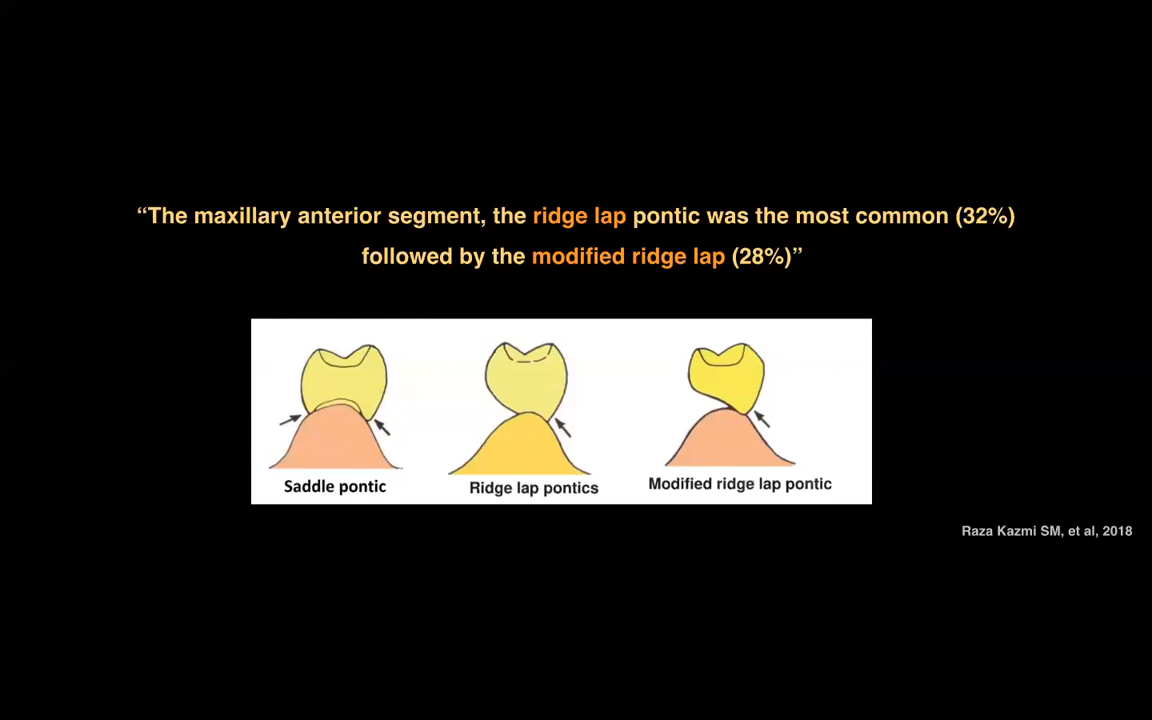 “The maxillary anterior segment, the ridge lap pontic was the most common (32%)
followed by the modified ridge lap (28%)”
Saddle pontic
Ridge lap pontics
Modified ridge lap pontic
Raza Kazmi SM, et al, 2018